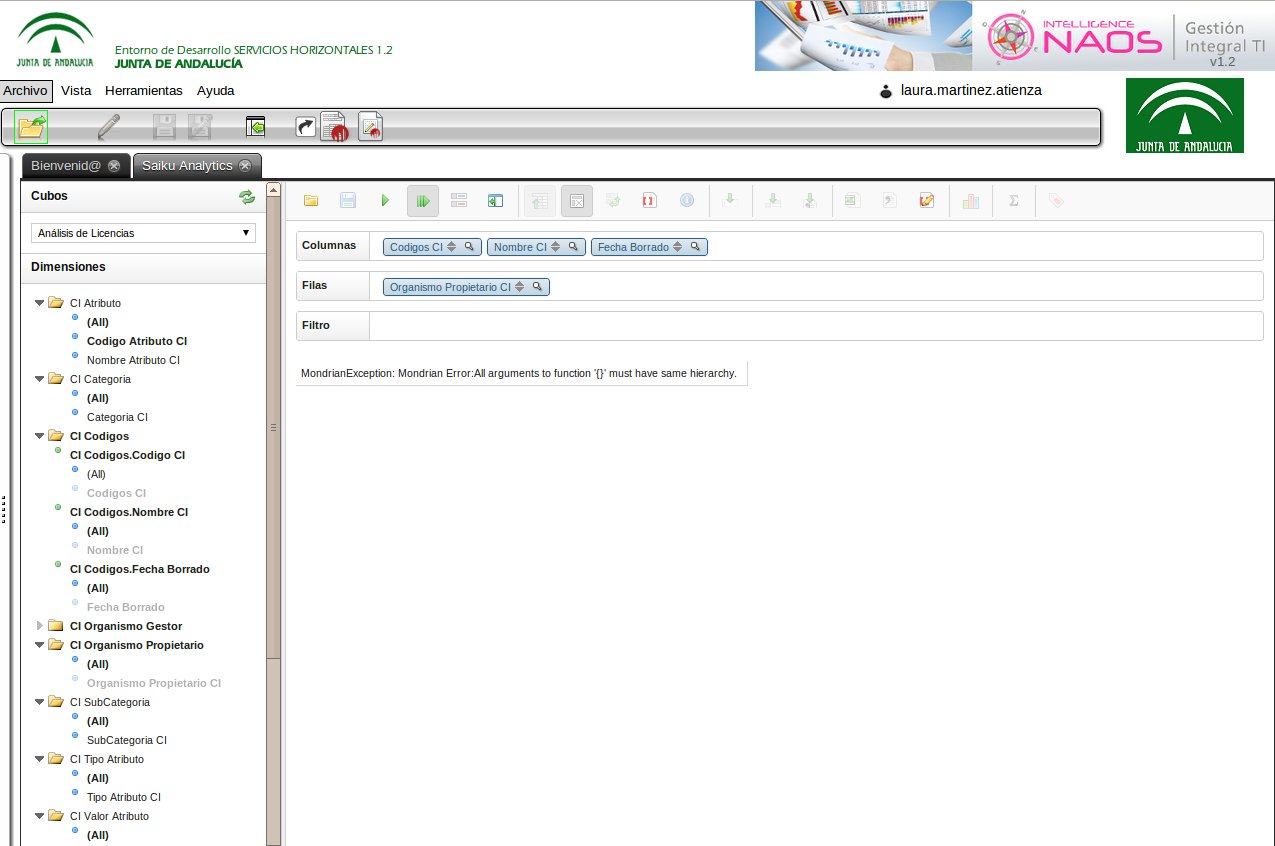 JUNTA DE ANDALUCIA
Entorno de Desarrollo SERVICIOS HORIZONTALES 1.2
JUNTA DE ANDALUCÍA
INTELLIGENCE
NAOS
Gestión
Integral TI
v1.2
N
Archivo Vista Herramientas Ayuda
laura.martinez.atienza
JUNTA DE ANDALUCIA
Bienvenid@ Saiku Analytics
Cubos
Análisis de Licencias
Dimensiones
CI Atributo
(All)
Codigo Atributo CI
Nombre Atributo CI
CI Categoria
(All)
Categoria CI
CI Codigos
CI Codigos.Codigo CI
(All)
Codigos CI
CI Codigos.Nombre CI
(All)
Nombre CI
CI Codigos.Fecha Borrado
(All)
Fecha Borrado
CI Organismo Gestor
CI Organismo Propietario
(All)
Organismo Propietario CI
CI SubCategoria
(All)
SubCategoria CI
CI Tipo Atributo
(All)
Tipo Atributo CI
CI Valor Atributo
(All)
Σ
Columnas Codigos CI Nombre CI Fecha Borrado
Filas Organismo Propietario CI
Filtro
MondrianException: Mondrian Error:All arguments to function '{}' must have same hierarchy.